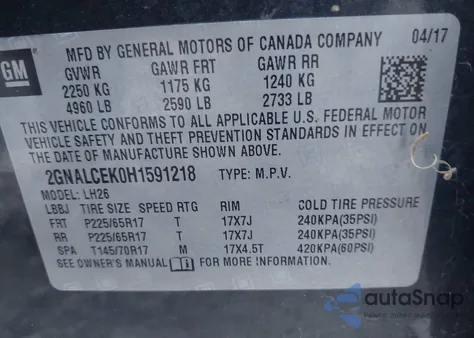 GM
MFD BY GENERAL MOTORS OF CANADA COMPANY 04/17
GVWR GAWR FRT GAWR RR
2250 KG 1175 KG 1240 KG
4960 LB 2590 LB 2733 LB
THIS VEHICLE CONFORMS TO ALL APPLICABLE U.S. FEDERAL MOTOR
VEHICLE SAFETY AND THEFT PREVENTION STANDARDS IN EFFECT ON
THE DATE OF MANUFACTURE SHOWN ABOVE.
2GNALCEK0H1591218 TYPE: M.P.V.
MODEL: LH26
LBBJ TIRE SIZE SPEED RTG RIM COLD TIRE PRESSURE
FRT P225/65R17 T 17X7J 240KPA(35PSI)
RR P225/65R17 T 17X7J 240KPA(35PSI)
SPA T145/70R17 M 17X4.5T 420KPA(60PSI)
SEE OWNER'S MANUAL FOR MORE INFORMATION
autoSnap
Powered by